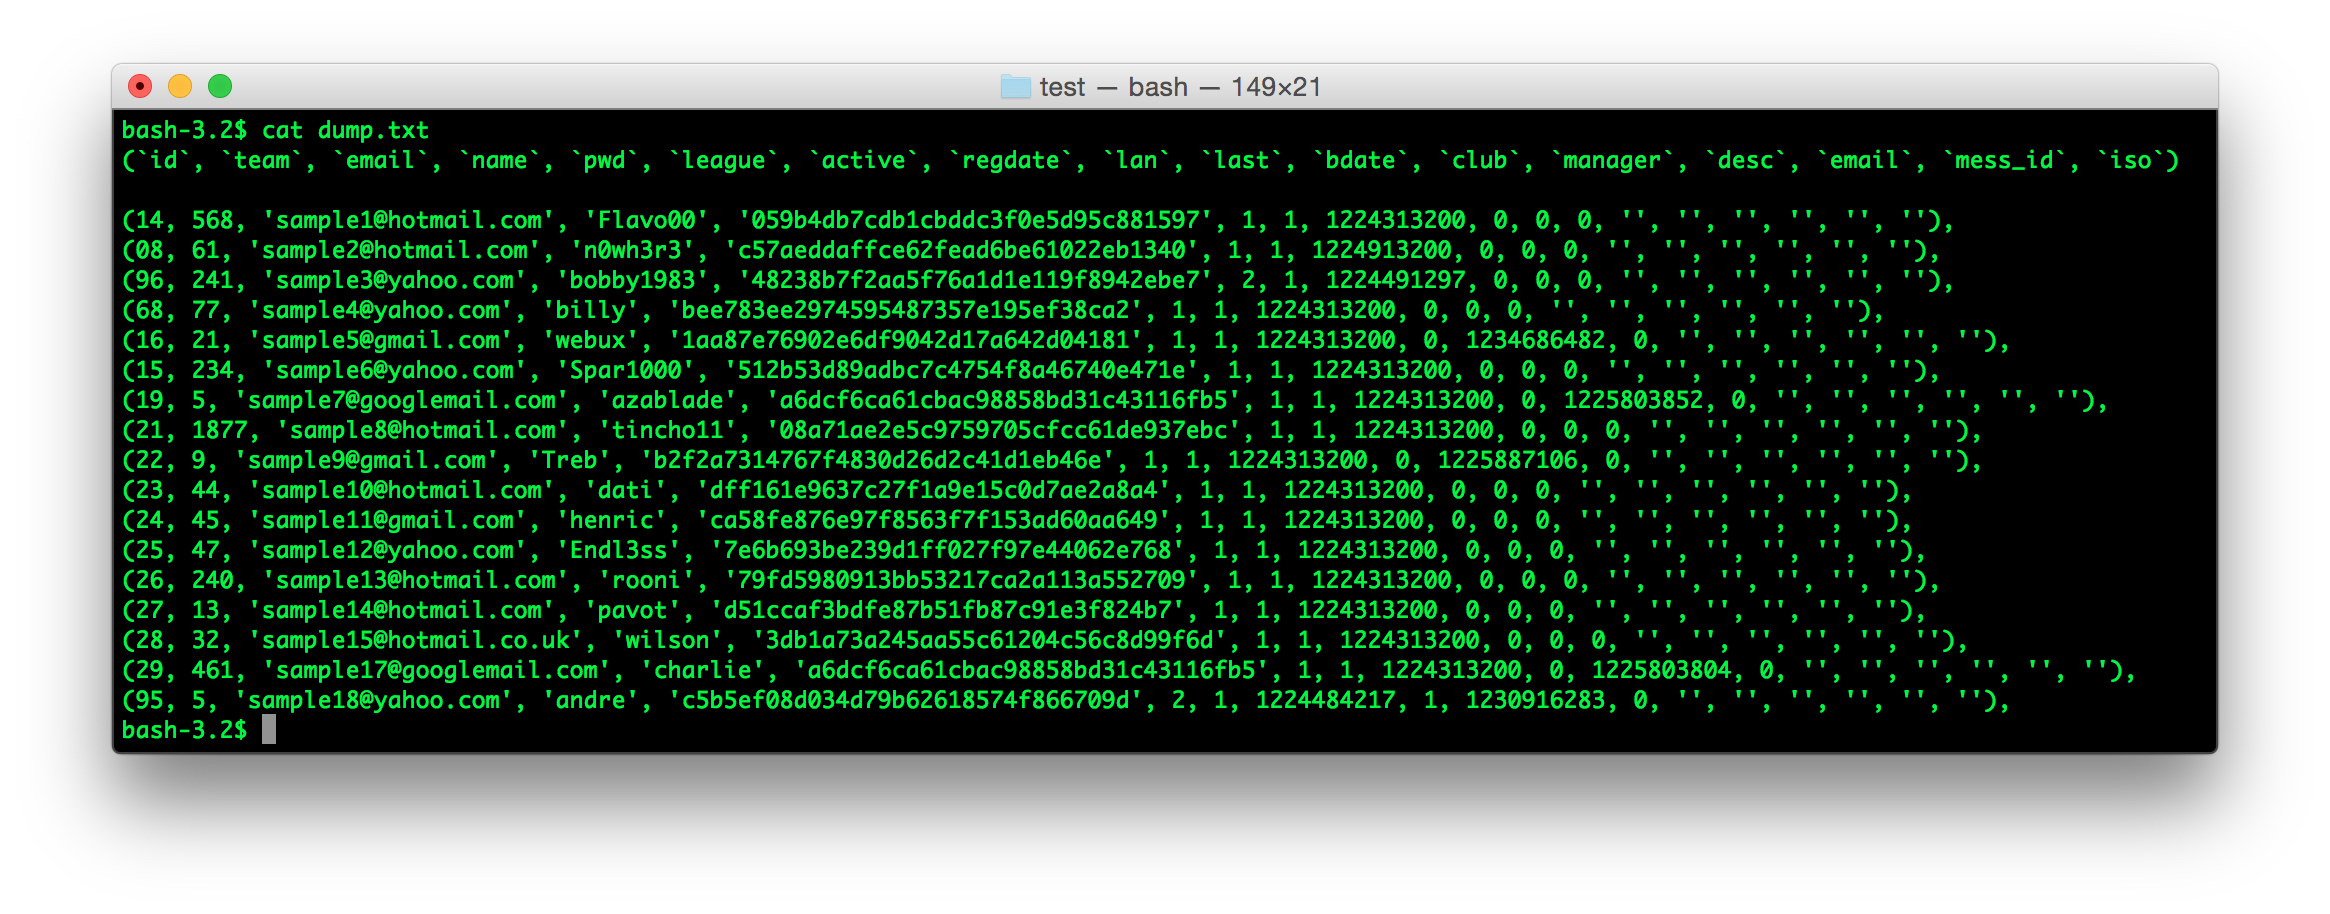 test — bash — 149×21
bash-3.2$ cat dump.txt
(`id`, `team`, `email`, `name`, `pwd`, `league`, `active`, `regdate`, `lan`, `last`, `bdate`, `club`, `manager`, `desc`, `email`, `mess_id`, `iso`)
(14, 568, 'sample1@hotmail.com', 'Flavo00', '059b4db7cdb1cbddc3f0e5d95c881597', 1, 1, 1224313200, 0, 0, 0, '', '', '', '', '', ''),
(08, 61, 'sample2@hotmail.com', 'n0wh3r3', 'c57aeddaffce62fead6be61022eb1340', 1, 1, 1224913200, 0, 0, 0, '', '', '', '', '', ''),
(96, 241, 'sample3@yahoo.com', 'bobby1983', '48238b7f2aa5f76a1d1e119f8942ebe7', 2, 1, 1224491297, 0, 0, 0, '', '', '', '', '', ''),
(68, 77, 'sample4@yahoo.com', 'billy', 'bee783ee2974595487357e195ef38ca2', 1, 1, 1224313200, 0, 0, 0, '', '', '', '', '', ''),
(16, 21, 'sample5@gmail.com', 'webux', '1aa87e76902e6df9042d17a642d04181', 1, 1, 1224313200, 0, 1234686482, 0, '', '', '', '', '', ''),
(15, 234, 'sample6@yahoo.com', 'Spar1000', '512b53d89adbc7c4754f8a46740e471e', 1, 1, 1224313200, 0, 0, 0, '', '', '', '', '', ''),
(19, 5, 'sample7@googlemail.com', 'azablade', 'a6dcf6ca61cbac98858bd31c43116fb5', 1, 1, 1224313200, 0, 1225803852, 0, '', '', '', '', '', ''),
(21, 1877, 'sample8@hotmail.com', 'tincho11', '08a71ae2e5c9759705cfcc61de937ebc', 1, 1, 1224313200, 0, 0, 0, '', '', '', '', '', ''),
(22, 9, 'sample9@gmail.com', 'Treb', 'b2f2a7314767f4830d26d2c41d1eb46e', 1, 1, 1224313200, 0, 1225887106, 0, '', '', '', '', '', ''),
(23, 44, 'sample10@hotmail.com', 'dati', 'dff161e9637c27f1a9e15c0d7ae2a8a4', 1, 1, 1224313200, 0, 0, 0, '', '', '', '', '', ''),
(24, 45, 'sample11@gmail.com', 'henric', 'ca58fe876e97f8563f7f153ad60aa649', 1, 1, 1224313200, 0, 0, 0, '', '', '', '', '', ''),
(25, 47, 'sample12@yahoo.com', 'Endl3ss', '7e6b693be239d1ff027f97e44062e768', 1, 1, 1224313200, 0, 0, 0, '', '', '', '', '', ''),
(26, 240, 'sample13@hotmail.com', 'rooni', '79fd5980913bb53217ca2a113a552709', 1, 1, 1224313200, 0, 0, 0, '', '', '', '', '', ''),
(27, 13, 'sample14@hotmail.com', 'pavot', 'd51ccaf3bdfe87b51fb87c91e3f824b7', 1, 1, 1224313200, 0, 0, 0, '', '', '', '', '', ''),
(28, 32, 'sample15@hotmail.co.uk', 'wilson', '3db1a73a245aa55c61204c56c8d99f6d', 1, 1, 1224313200, 0, 0, 0, '', '', '', '', '', ''),
(29, 461, 'sample17@googlemail.com', 'charlie', 'a6dcf6ca61cbac98858bd31c43116fb5', 1, 1, 1224313200, 0, 1225803804, 0, '', '', '', '', '', ''),
(95, 5, 'sample18@yahoo.com', 'andre', 'c5b5ef08d034d79b62618574f866709d', 2, 1, 1224484217, 1, 1230916283, 0, '', '', '', '', '', ''),
bash-3.2$